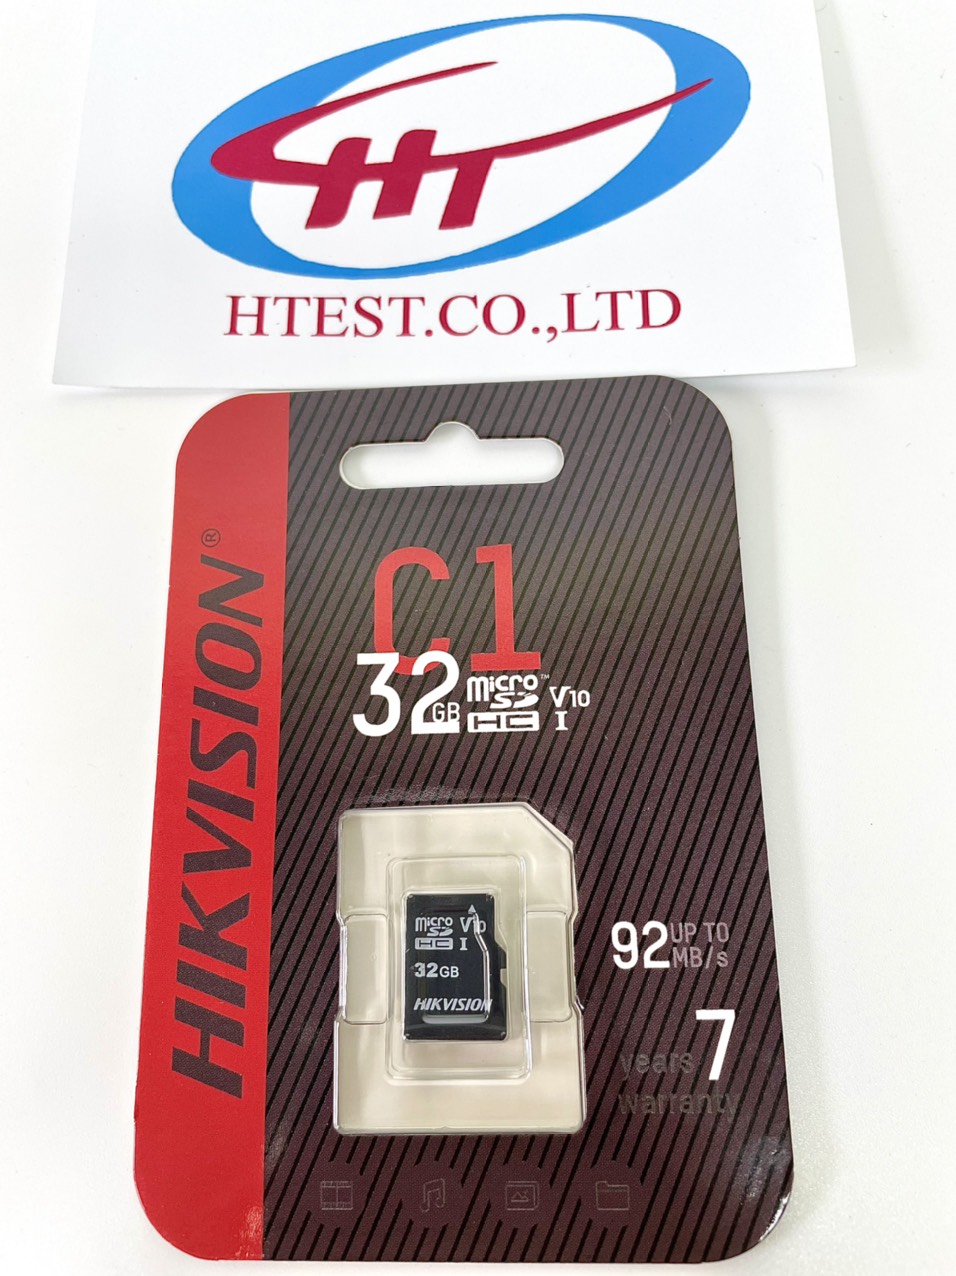 HT
HTEST.CO.,LTD
HIKVISION®
C1
32GB micro SD HC™ V10 I
micro SD HC V10 I
32GB
HIKVISION
92 UP TO MB/s
7 years warranty